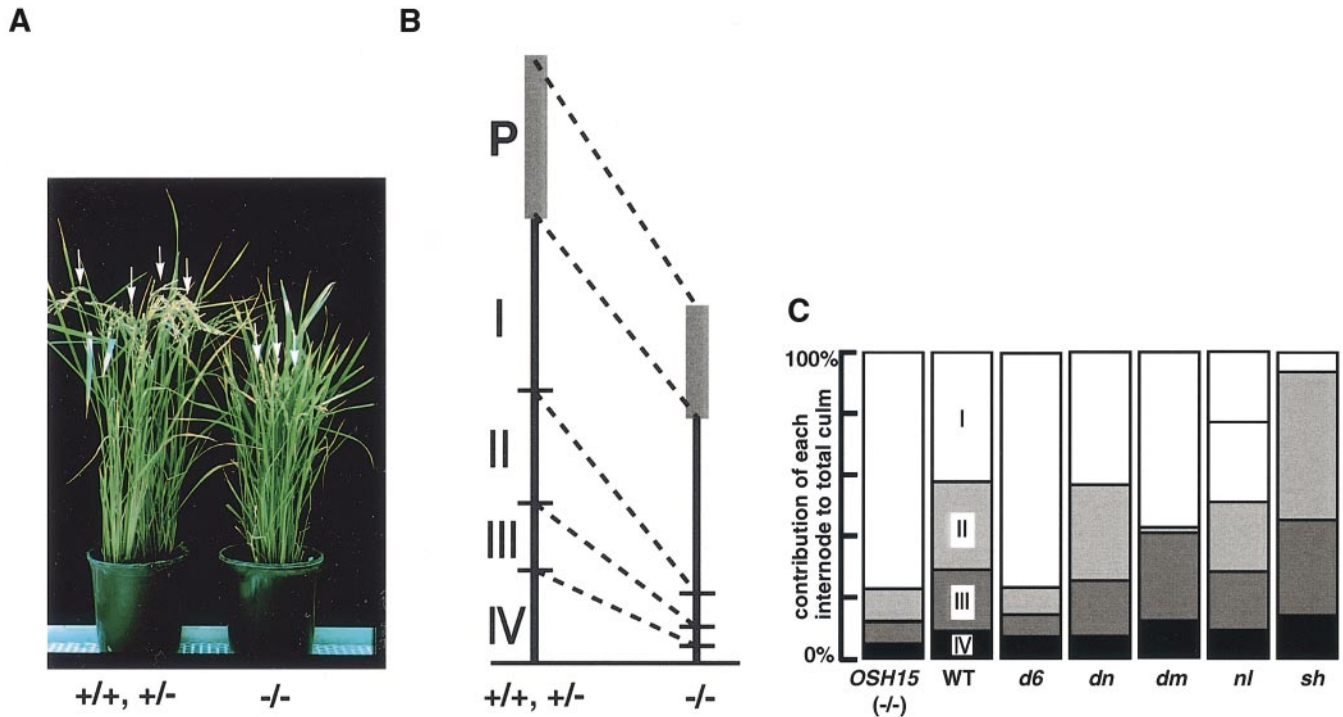 A
B
C
P
I
II
III
IV
+/+, +/-
-/-
+/+, +/-
-/-
contribution of each
internode to total culm
100%
0%
I
II
III
IV
OSH15
(-/-)
WT
d6
dn
dm
nl
sh